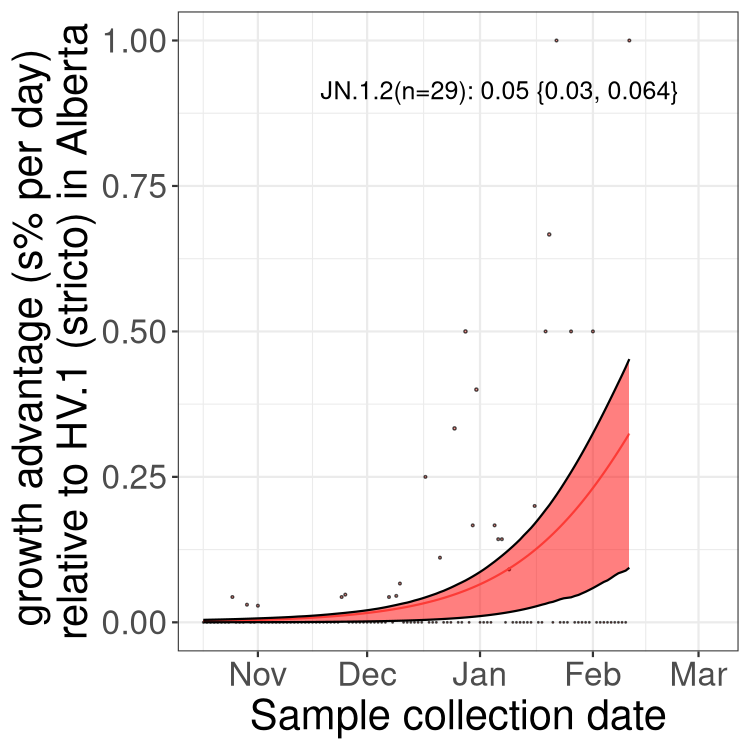 growth advantage (s% per day)
relative to HV.1 (stricto) in Alberta
1.00
0.75
0.50
0.25
0.00
JN.1.2(n=29): 0.05 {0.03, 0.064}
Nov Dec Jan Feb Mar
Sample collection date